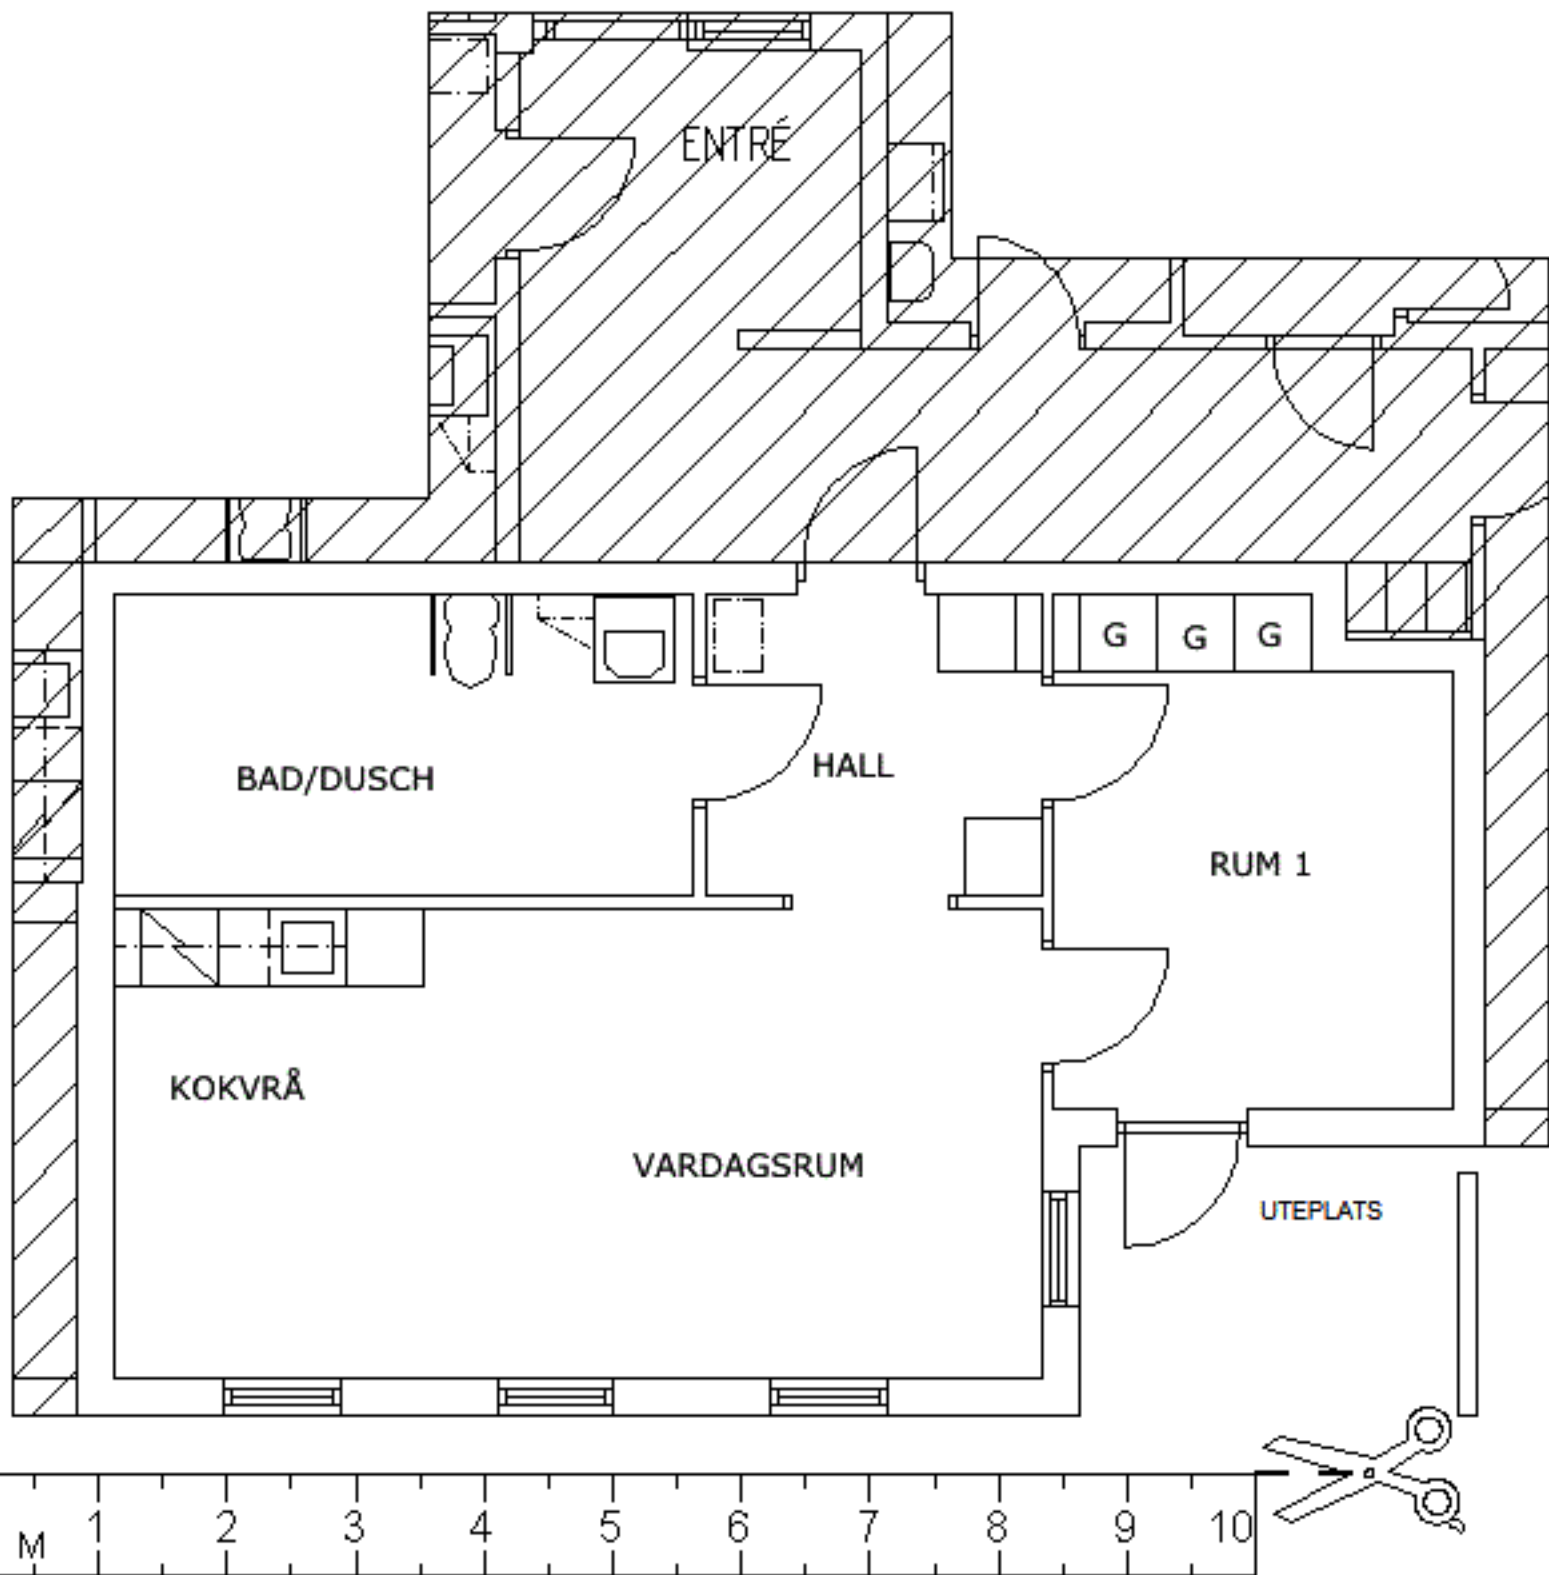 ENTRÉ
G G G
BAD/DUSCH
HALL
RUM 1
KOKVRÅ
VARDAGSRUM
UTEPLATS
M 1 2 3 4 5 6 7 8 9 10